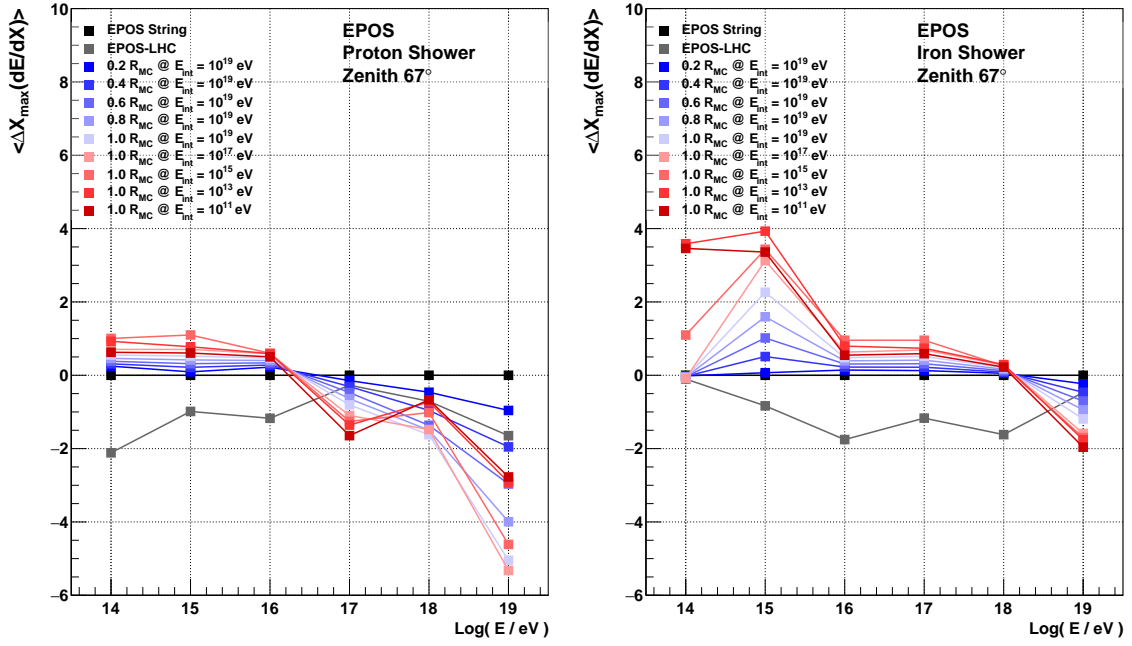 <ΔX_max(dE/dX)>
10
8
6
4
2
0
−2
−4
−6
EPOS String
EPOS-LHC
0.2 R_MC @ E_int = 10^19 eV
0.4 R_MC @ E_int = 10^19 eV
0.6 R_MC @ E_int = 10^19 eV
0.8 R_MC @ E_int = 10^19 eV
1.0 R_MC @ E_int = 10^19 eV
1.0 R_MC @ E_int = 10^17 eV
1.0 R_MC @ E_int = 10^15 eV
1.0 R_MC @ E_int = 10^13 eV
1.0 R_MC @ E_int = 10^11 eV
EPOS
Proton Shower
Zenith 67°
14 15 16 17 18 19
Log( E / eV )
<ΔX_max(dE/dX)>
10
8
6
4
2
0
−2
−4
−6
EPOS String
EPOS-LHC
0.2 R_MC @ E_int = 10^19 eV
0.4 R_MC @ E_int = 10^19 eV
0.6 R_MC @ E_int = 10^19 eV
0.8 R_MC @ E_int = 10^19 eV
1.0 R_MC @ E_int = 10^19 eV
1.0 R_MC @ E_int = 10^17 eV
1.0 R_MC @ E_int = 10^15 eV
1.0 R_MC @ E_int = 10^13 eV
1.0 R_MC @ E_int = 10^11 eV
EPOS
Iron Shower
Zenith 67°
14 15 16 17 18 19
Log( E / eV )